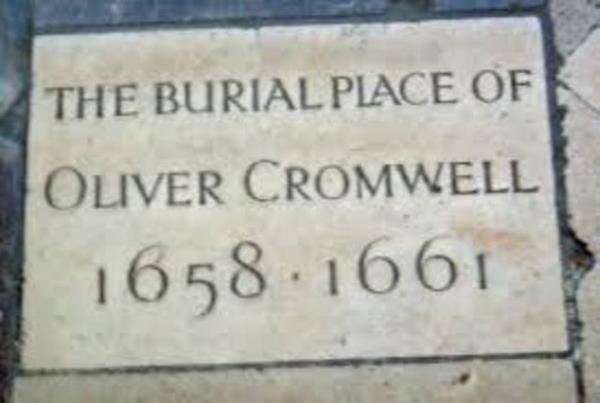 THE BURIAL PLACE OF
OLIVER CROMWELL
1658 · 1661